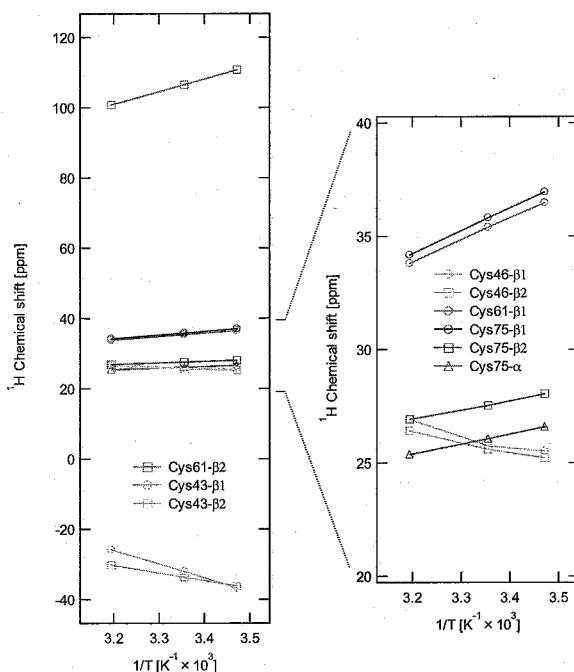 120
100
80
60
40
20
0
-20
-40
¹H Chemical shift [ppm]
Cys61-β2
Cys43-β1
Cys43-β2
3.2 3.3 3.4 3.5
1/T [K⁻¹ × 10³]
40
35
30
25
20
¹H Chemical shift [ppm]
Cys46-β1
Cys46-β2
Cys61-β1
Cys75-β1
Cys75-β2
Cys75-α
3.2 3.3 3.4 3.5
1/T [K⁻¹ × 10³]